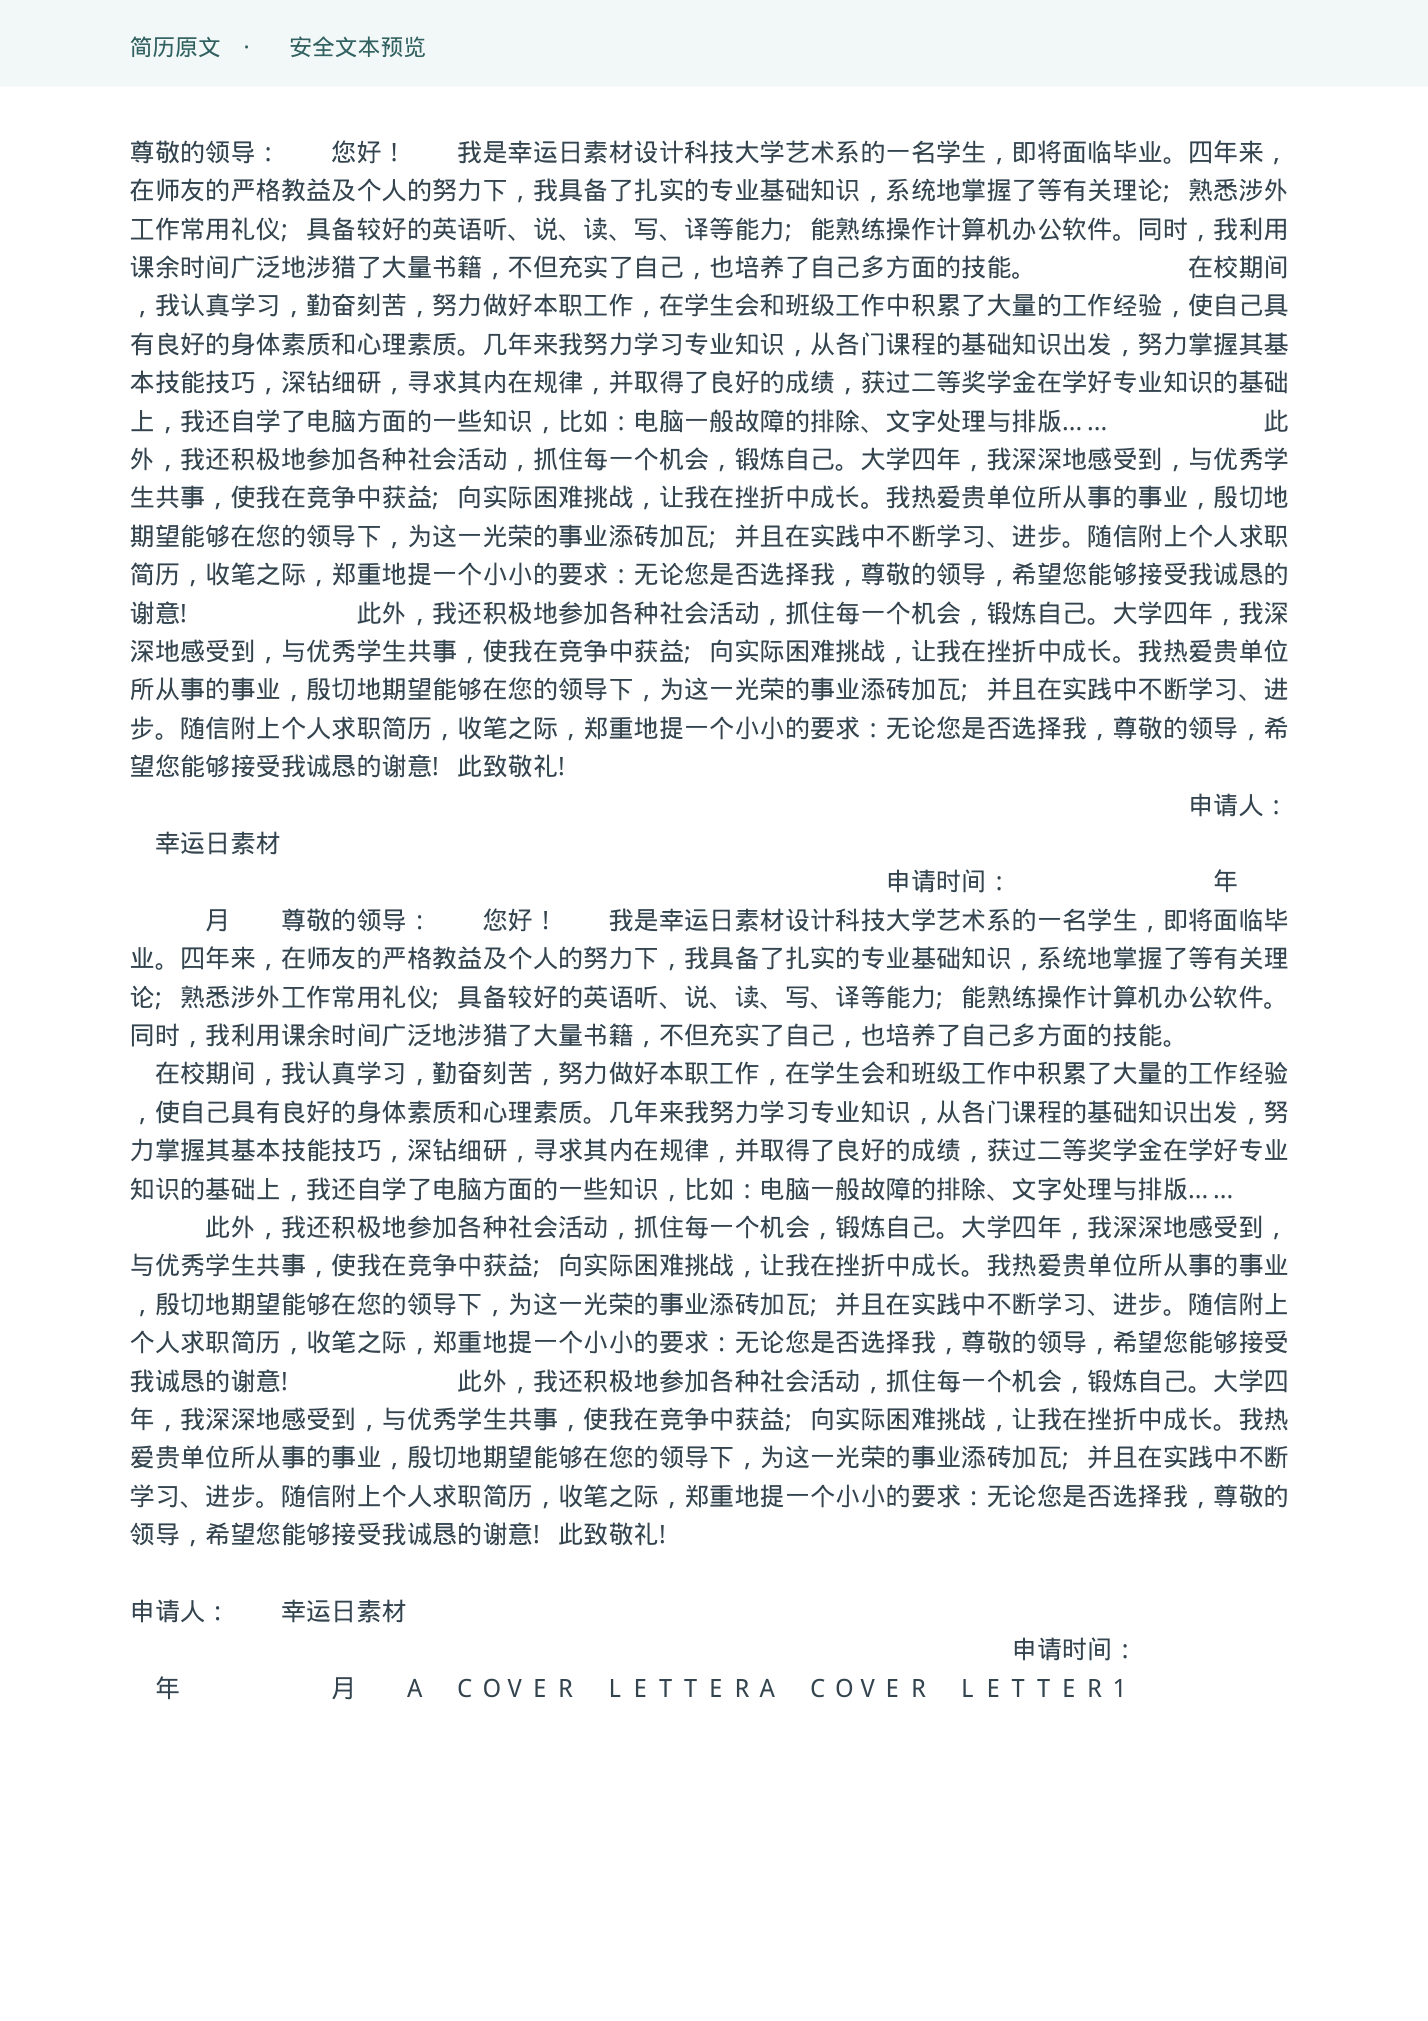 简历原文 · 安全文本预览
尊敬的领导： 您好！ 我是幸运日素材设计科技大学艺术系的一名学生，即将面临毕业。四年来，
在师友的严格教益及个人的努力下，我具备了扎实的专业基础知识，系统地掌握了等有关理论; 熟悉涉外
工作常用礼仪; 具备较好的英语听、说、读、写、译等能力; 能熟练操作计算机办公软件。同时，我利用
课余时间广泛地涉猎了大量书籍，不但充实了自己，也培养了自己多方面的技能。 在校期间
，我认真学习，勤奋刻苦，努力做好本职工作，在学生会和班级工作中积累了大量的工作经验，使自己具
有良好的身体素质和心理素质。几年来我努力学习专业知识，从各门课程的基础知识出发，努力掌握其基
本技能技巧，深钻细研，寻求其内在规律，并取得了良好的成绩，获过二等奖学金在学好专业知识的基础
上，我还自学了电脑方面的一些知识，比如：电脑一般故障的排除、文字处理与排版…… 此
外，我还积极地参加各种社会活动，抓住每一个机会，锻炼自己。大学四年，我深深地感受到，与优秀学
生共事，使我在竞争中获益; 向实际困难挑战，让我在挫折中成长。我热爱贵单位所从事的事业，殷切地
期望能够在您的领导下，为这一光荣的事业添砖加瓦; 并且在实践中不断学习、进步。随信附上个人求职
简历，收笔之际，郑重地提一个小小的要求：无论您是否选择我，尊敬的领导，希望您能够接受我诚恳的
谢意! 此外，我还积极地参加各种社会活动，抓住每一个机会，锻炼自己。大学四年，我深
深地感受到，与优秀学生共事，使我在竞争中获益; 向实际困难挑战，让我在挫折中成长。我热爱贵单位
所从事的事业，殷切地期望能够在您的领导下，为这一光荣的事业添砖加瓦; 并且在实践中不断学习、进
步。随信附上个人求职简历，收笔之际，郑重地提一个小小的要求：无论您是否选择我，尊敬的领导，希
望您能够接受我诚恳的谢意! 此致敬礼!
申请人：
幸运日素材
申请时间： 年
月 尊敬的领导： 您好！ 我是幸运日素材设计科技大学艺术系的一名学生，即将面临毕
业。四年来，在师友的严格教益及个人的努力下，我具备了扎实的专业基础知识，系统地掌握了等有关理
论; 熟悉涉外工作常用礼仪; 具备较好的英语听、说、读、写、译等能力; 能熟练操作计算机办公软件。
同时，我利用课余时间广泛地涉猎了大量书籍，不但充实了自己，也培养了自己多方面的技能。
在校期间，我认真学习，勤奋刻苦，努力做好本职工作，在学生会和班级工作中积累了大量的工作经验
，使自己具有良好的身体素质和心理素质。几年来我努力学习专业知识，从各门课程的基础知识出发，努
力掌握其基本技能技巧，深钻细研，寻求其内在规律，并取得了良好的成绩，获过二等奖学金在学好专业
知识的基础上，我还自学了电脑方面的一些知识，比如：电脑一般故障的排除、文字处理与排版……
此外，我还积极地参加各种社会活动，抓住每一个机会，锻炼自己。大学四年，我深深地感受到，
与优秀学生共事，使我在竞争中获益; 向实际困难挑战，让我在挫折中成长。我热爱贵单位所从事的事业
，殷切地期望能够在您的领导下，为这一光荣的事业添砖加瓦; 并且在实践中不断学习、进步。随信附上
个人求职简历，收笔之际，郑重地提一个小小的要求：无论您是否选择我，尊敬的领导，希望您能够接受
我诚恳的谢意! 此外，我还积极地参加各种社会活动，抓住每一个机会，锻炼自己。大学四
年，我深深地感受到，与优秀学生共事，使我在竞争中获益; 向实际困难挑战，让我在挫折中成长。我热
爱贵单位所从事的事业，殷切地期望能够在您的领导下，为这一光荣的事业添砖加瓦; 并且在实践中不断
学习、进步。随信附上个人求职简历，收笔之际，郑重地提一个小小的要求：无论您是否选择我，尊敬的
领导，希望您能够接受我诚恳的谢意! 此致敬礼!
申请人： 幸运日素材
申请时间：
年 月 A COVER LETTERA COVER LETTER1